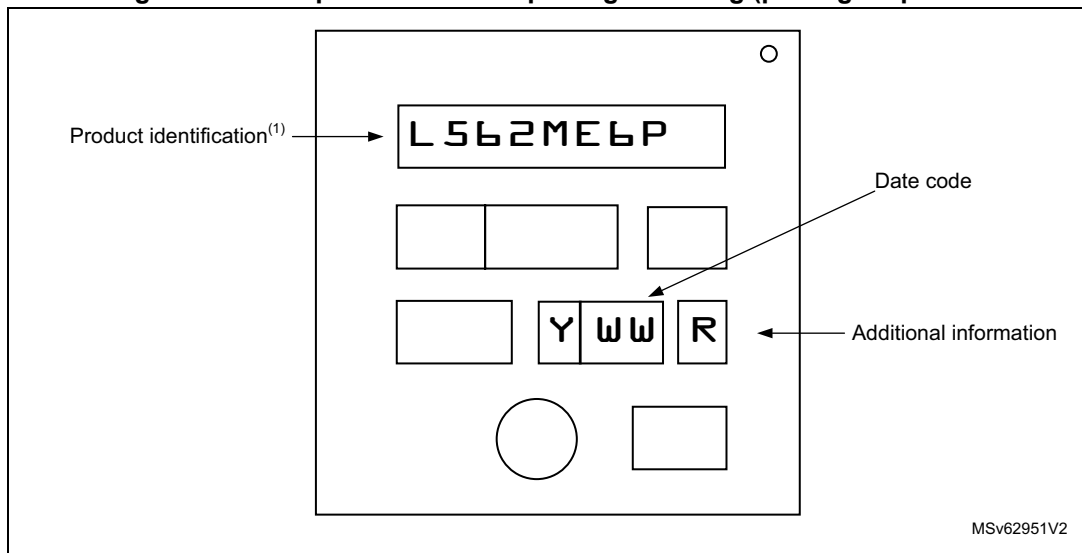 Product identification(1)
L562ME6P
Date code
Y WW R
Additional information
MSv62951V2